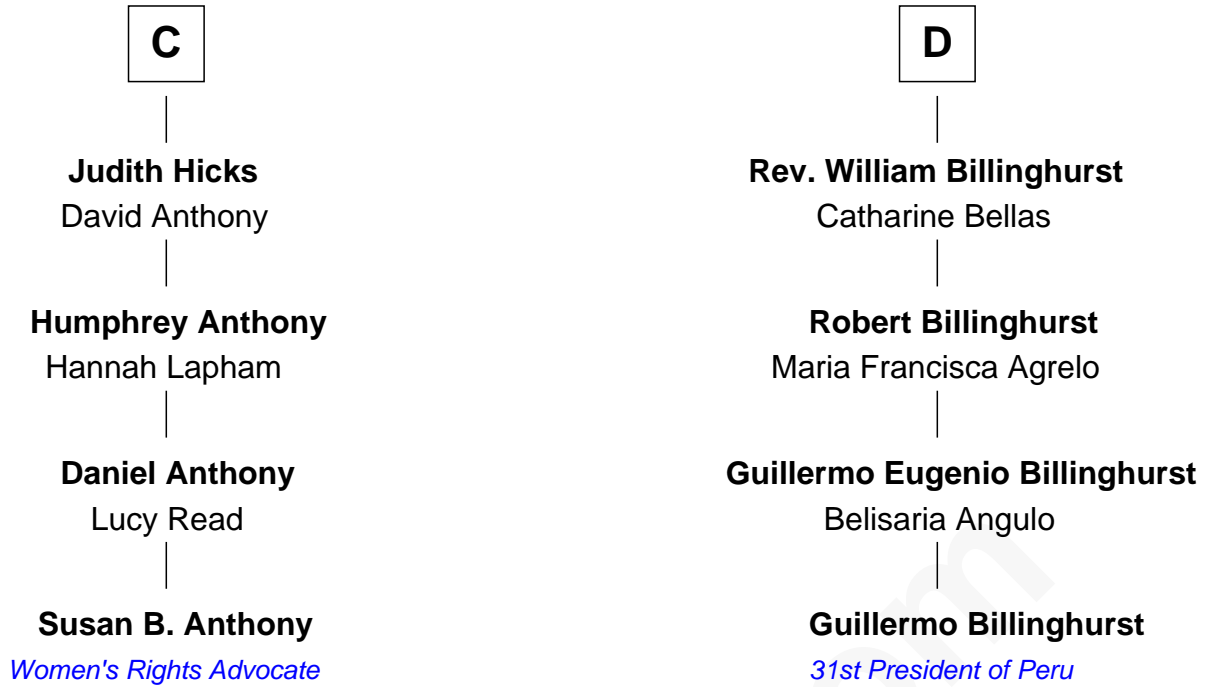 C
Judith Hicks
David Anthony
Humphrey Anthony
Hannah Lapham
Daniel Anthony
Lucy Read
Susan B. Anthony
Women's Rights Advocate
D
Rev. William Billinghurst
Catharine Bellas
Robert Billinghurst
Maria Francisca Agrelo
Guillermo Eugenio Billinghurst
Belisaria Angulo
Guillermo Billinghurst
31st President of Peru